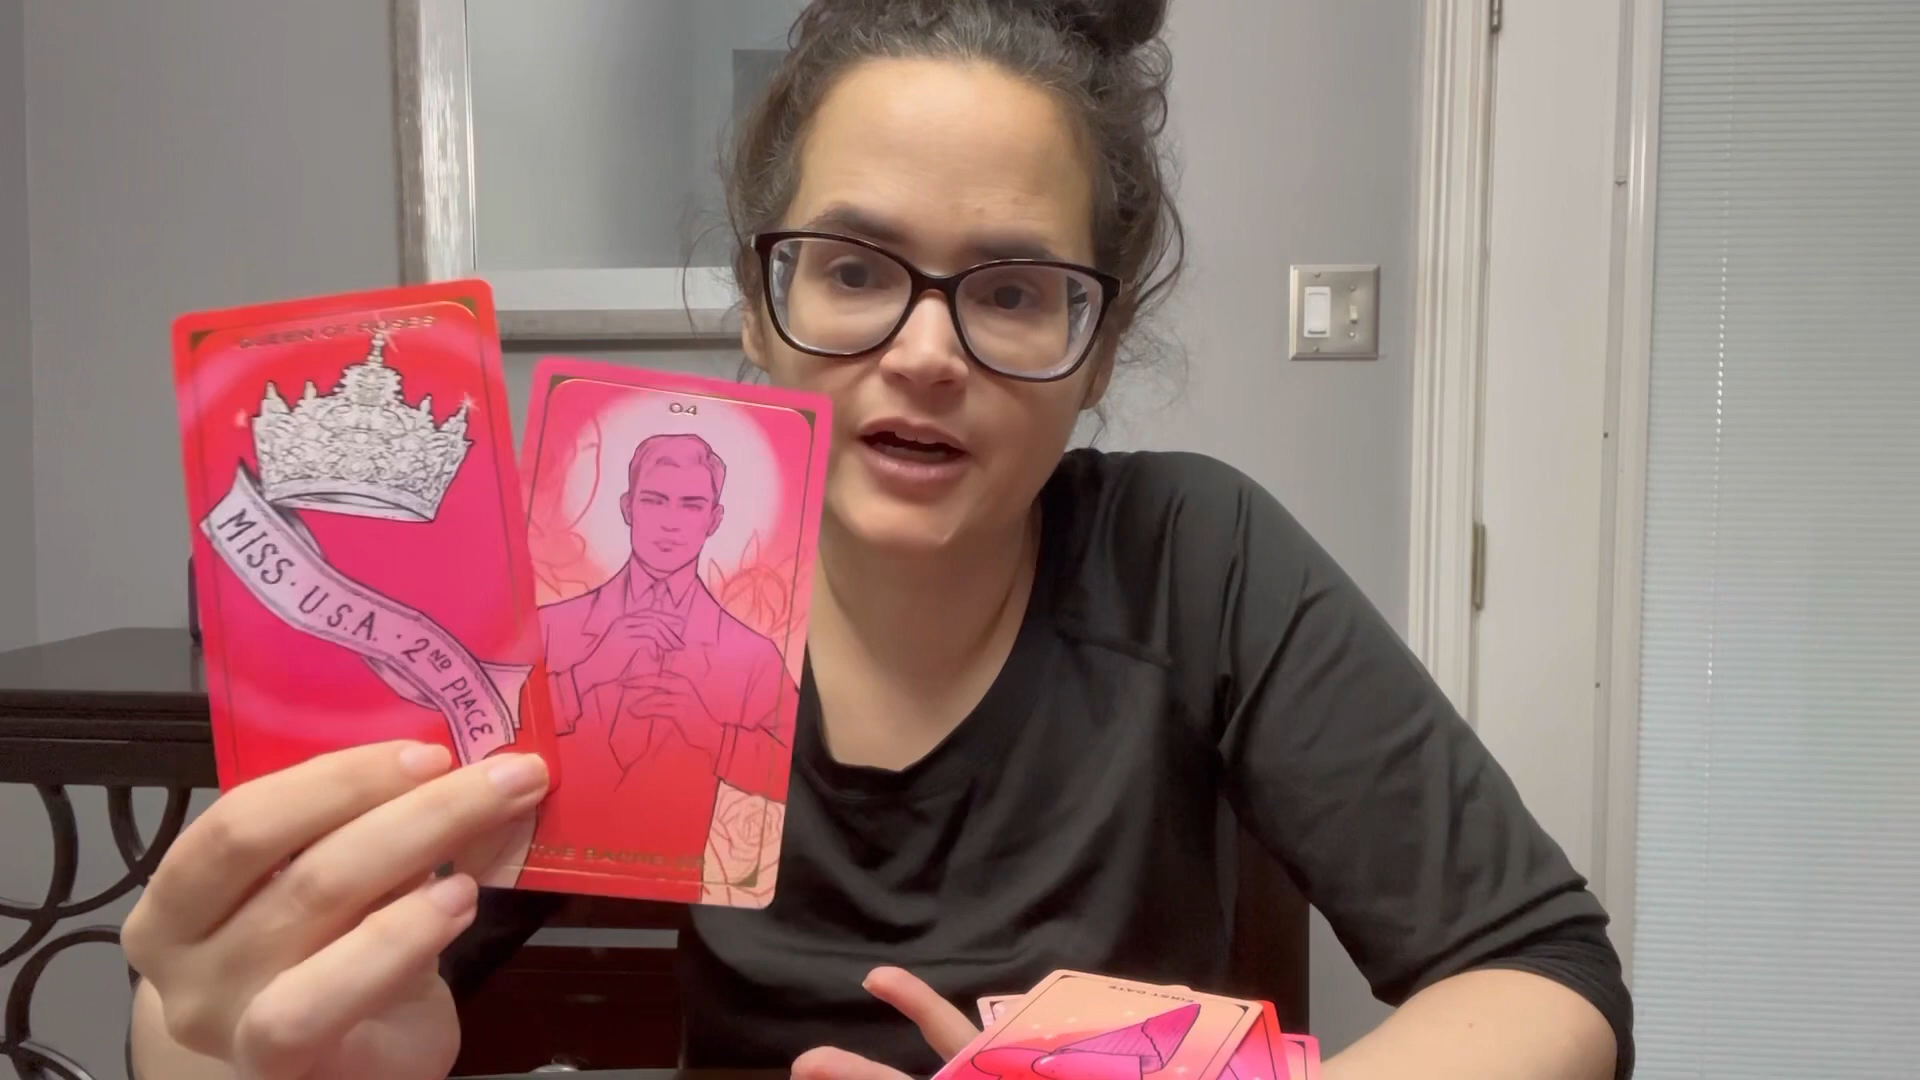 QUEEN OF ROSES
MISS · U.S.A. · 2ND PLACE
04
THE BACHELOR
FIRST DATE